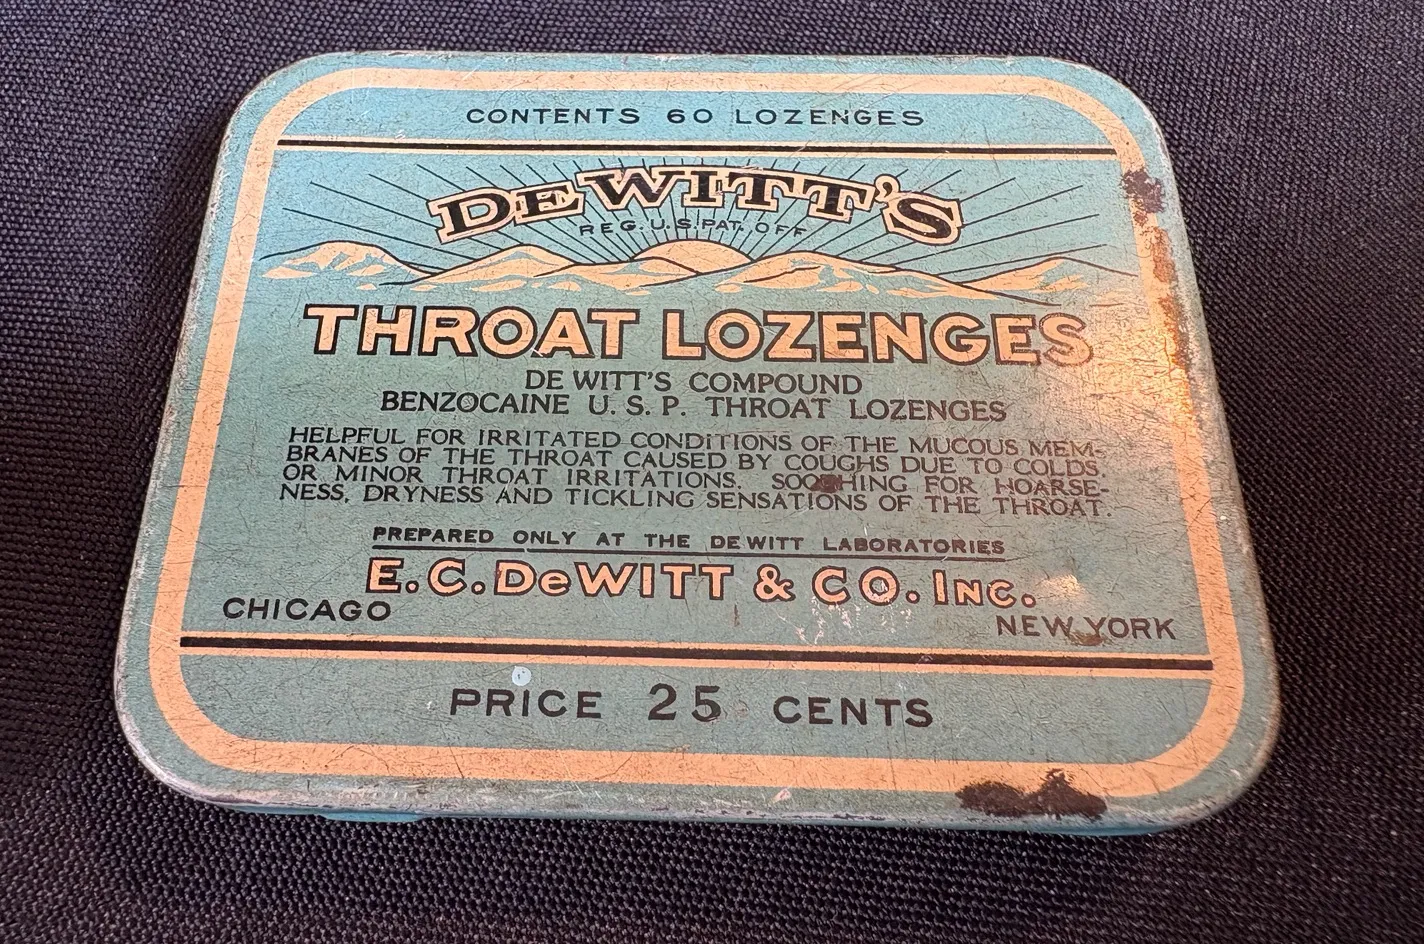 CONTENTS 60 LOZENGES
DEWITT'S
REG. U.S. PAT. OFF
THROAT LOZENGES
DE WITT'S COMPOUND
BENZOCAINE U. S. P. THROAT LOZENGES
HELPFUL FOR IRRITATED CONDITIONS OF THE MUCOUS MEM-
BRANES OF THE THROAT CAUSED BY COUGHS DUE TO COLDS
OR MINOR THROAT IRRITATIONS. SOOTHING FOR HOARSE-
NESS, DRYNESS AND TICKLING SENSATIONS OF THE THROAT.
PREPARED ONLY AT THE DEWITT LABORATORIES
E. C. DeWITT & CO. INC.
CHICAGO NEW YORK
PRICE 25 CENTS